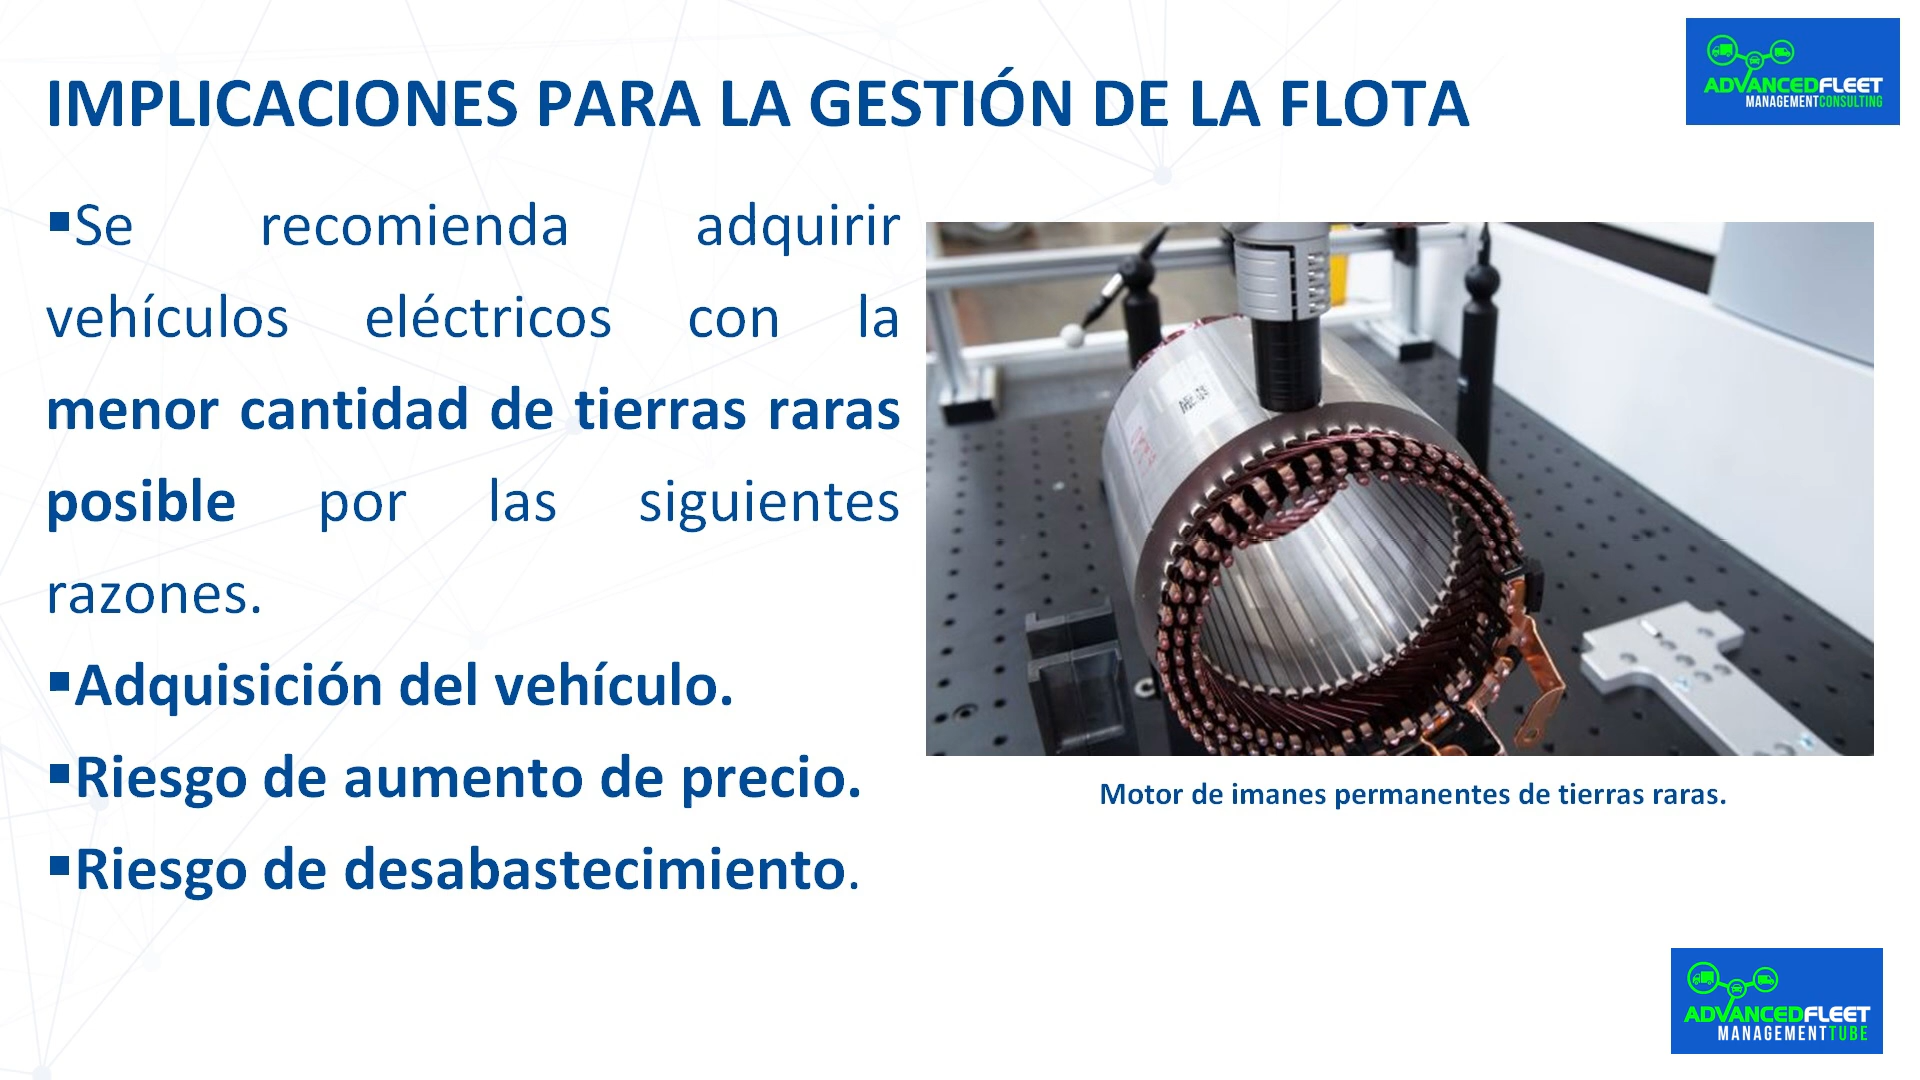 IMPLICACIONES PARA LA GESTIÓN DE LA FLOTA
ADVANCEDFLEET
MANAGEMENTCONSULTING
▪Se recomienda adquirir
vehículos eléctricos con la
menor cantidad de tierras raras
posible por las siguientes
razones.
▪Adquisición del vehículo.
▪Riesgo de aumento de precio.
▪Riesgo de desabastecimiento.
Motor de imanes permanentes de tierras raras.
ADVANCEDFLEET
MANAGEMENTTUBE